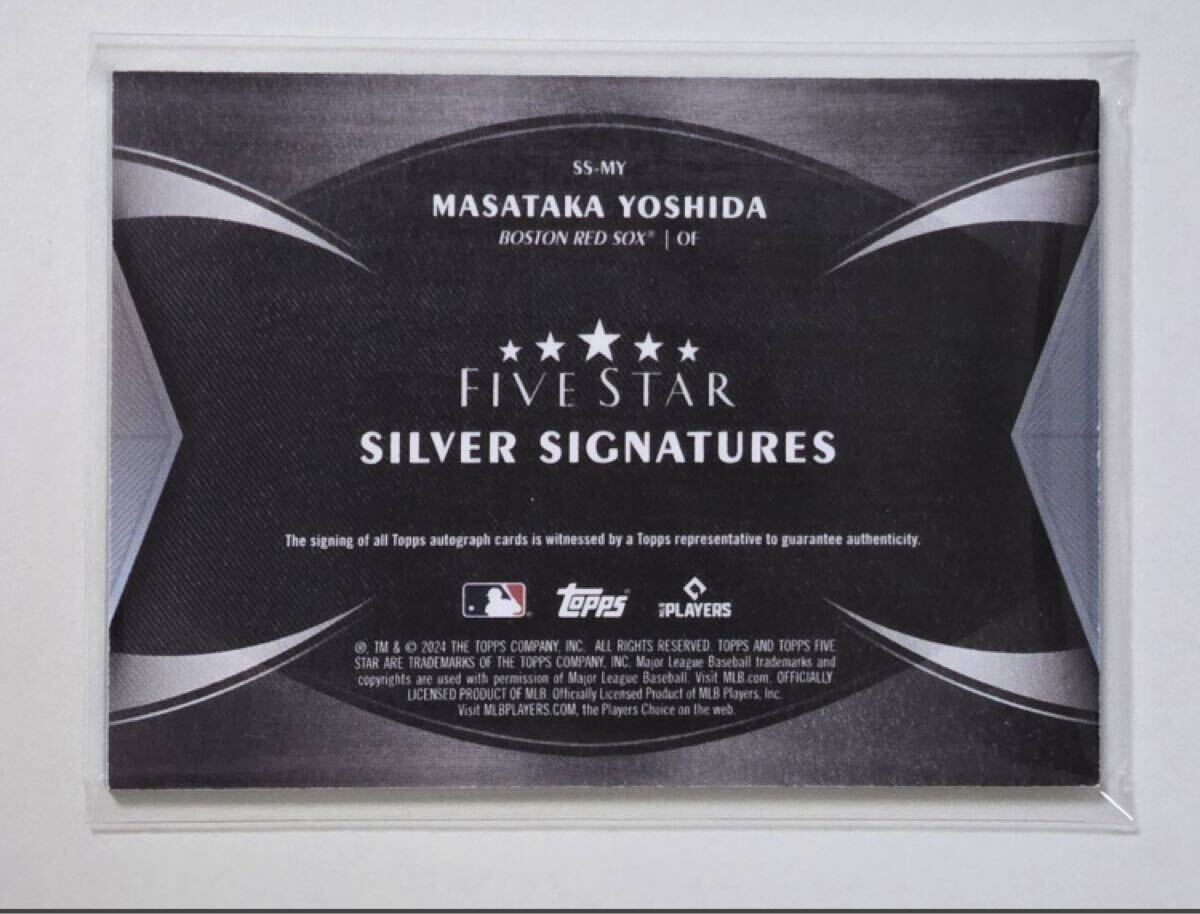 SS-MY
MASATAKA YOSHIDA
BOSTON RED SOX® | OF
FIVE STAR
SILVER SIGNATURES
The signing of all Topps autograph cards is witnessed by a Topps representative to guarantee authenticity.
Topps PLAYERS
®, TM & © 2024 THE TOPPS COMPANY, INC. ALL RIGHTS RESERVED. TOPPS AND TOPPS FIVE
STAR ARE TRADEMARKS OF THE TOPPS COMPANY, INC. Major League Baseball trademarks and
copyrights are used with permission of Major League Baseball. Visit MLB.com. OFFICIALLY
LICENSED PRODUCT OF MLB. Officially Licensed Product of MLB Players, Inc.
Visit MLBPLAYERS.COM, the Players Choice on the web.